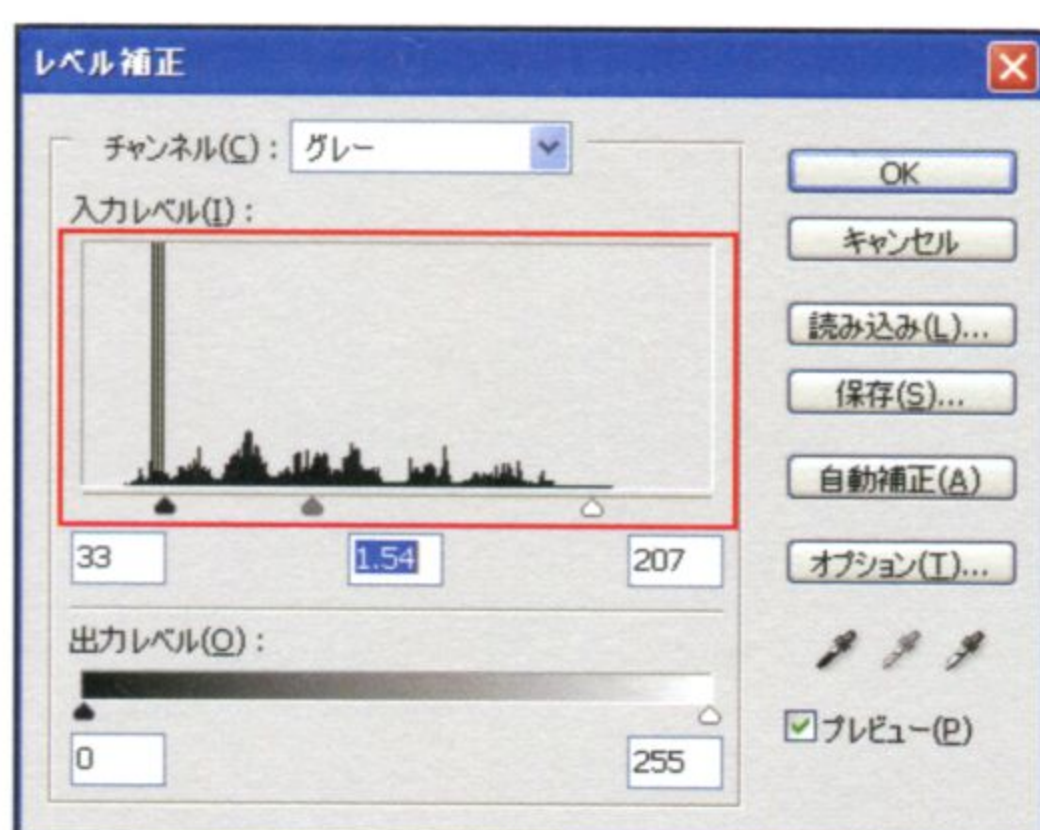 レベル補正
チャンネル(C): グレー
入力レベル(I):
33 1.54 207
出力レベル(O):
0 255
OK
キャンセル
読み込み(L)...
保存(S)...
自動補正(A)
オプション(T)...
プレビュー(P)